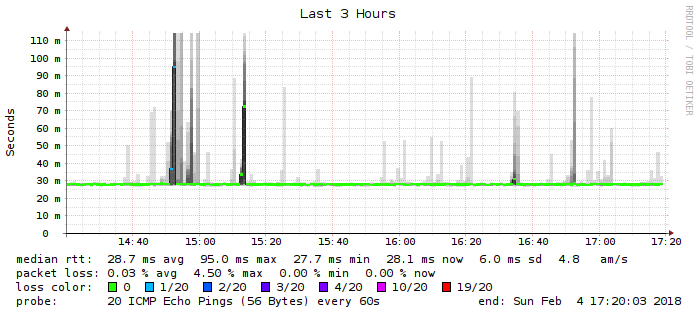 Last 3 Hours
RRDTOOL / TOBI OETIKER
Seconds
110 m
100 m
90 m
80 m
70 m
60 m
50 m
40 m
30 m
20 m
10 m
0
14:40 15:00 15:20 15:40 16:00 16:20 16:40 17:00 17:20
median rtt: 28.7 ms avg 95.0 ms max 27.7 ms min 28.1 ms now 6.0 ms sd 4.8 am/s
packet loss: 0.03 % avg 4.50 % max 0.00 % min 0.00 % now
loss color: 0 1/20 2/20 3/20 4/20 10/20 19/20
probe: 20 ICMP Echo Pings (56 Bytes) every 60s end: Sun Feb 4 17:20:03 2018